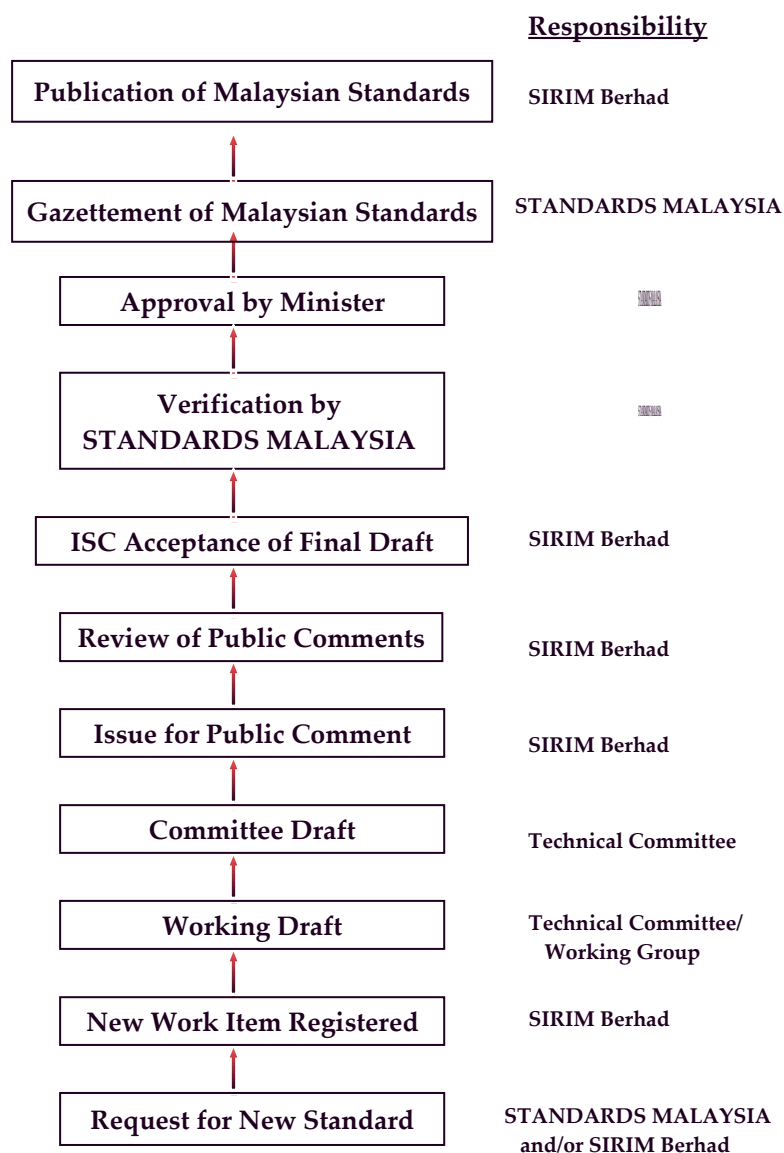 Responsibility
Publication of Malaysian Standards
SIRIM Berhad
Gazettement of Malaysian Standards
STANDARDS MALAYSIA
Approval by Minister
Verification by
STANDARDS MALAYSIA
ISC Acceptance of Final Draft
SIRIM Berhad
Review of Public Comments
SIRIM Berhad
Issue for Public Comment
SIRIM Berhad
Committee Draft
Technical Committee
Working Draft
Technical Committee/
Working Group
New Work Item Registered
SIRIM Berhad
Request for New Standard
STANDARDS MALAYSIA
and/or SIRIM Berhad